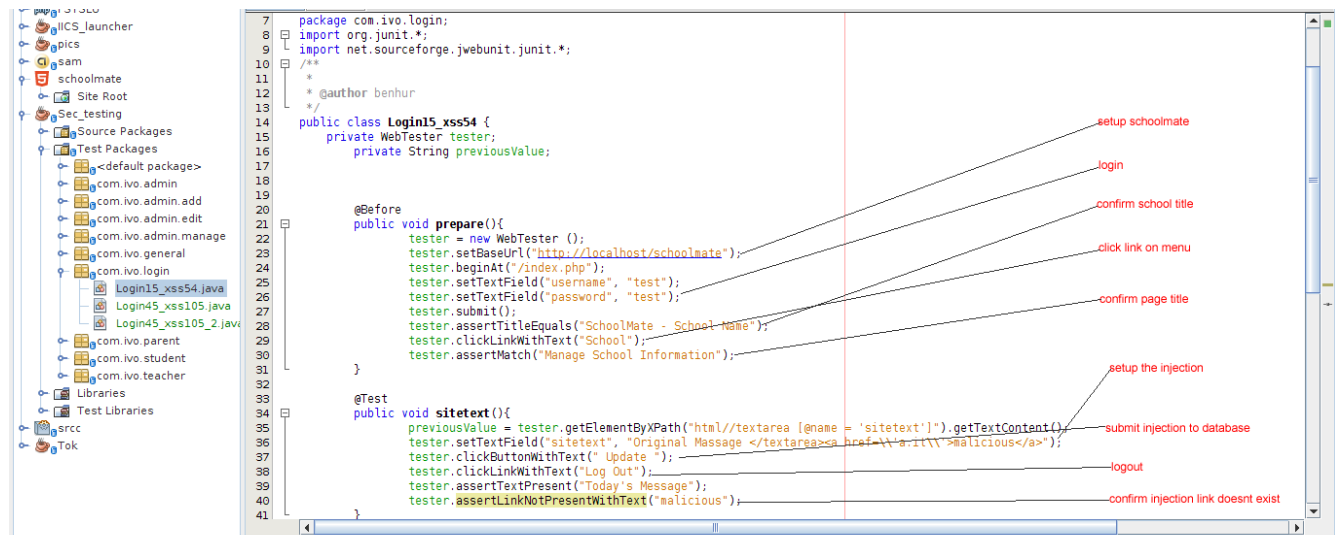 IICS_launcher
pics
sam
schoolmate
Site Root
Sec_testing
Source Packages
Test Packages
<default package>
com.ivo.admin
com.ivo.admin.add
com.ivo.admin.edit
com.ivo.admin.manage
com.ivo.general
com.ivo.login
Login15_xss54.java
Login45_xss105.java
Login45_xss105_2.java
com.ivo.parent
com.ivo.student
com.ivo.teacher
Libraries
Test Libraries
srcc
Tok
7 package com.ivo.login;
8 import org.junit.*;
9 import net.sourceforge.jwebunit.junit.*;
10 /**
11 *
12 * @author benhur
13 */
14 public class Login15_xss54 {
15 private WebTester tester;
16 private String previousValue;
17
18
19
20 @Before
21 public void prepare(){
22 tester = new WebTester ();
23 tester.setBaseUrl("http://localhost/schoolmate");
24 tester.beginAt("/index.php");
25 tester.setTextField("username", "test");
26 tester.setTextField("password", "test");
27 tester.submit();
28 tester.assertTitleEquals("SchoolMate - School Name");
29 tester.clickLinkWithText("School");
30 tester.assertMatch("Manage School Information");
31 }
32
33 @Test
34 public void sitetext(){
35 previousValue = tester.getElementByXPath("html//textarea [@name = 'sitetext']").getTextContent();
36 tester.setTextField("sitetext", "Original Massage </textarea><a href=\\'a.it\\'>malicious</a>");
37 tester.clickButtonWithText(" Update ");
38 tester.clickLinkWithText("Log Out");
39 tester.assertTextPresent("Today's Message");
40 tester.assertLinkNotPresentWithText("malicious");
41 }
setup schoolmate
login
confirm school title
click link on menu
confirm page title
setup the injection
submit injection to database
logout
confirm injection link doesnt exist